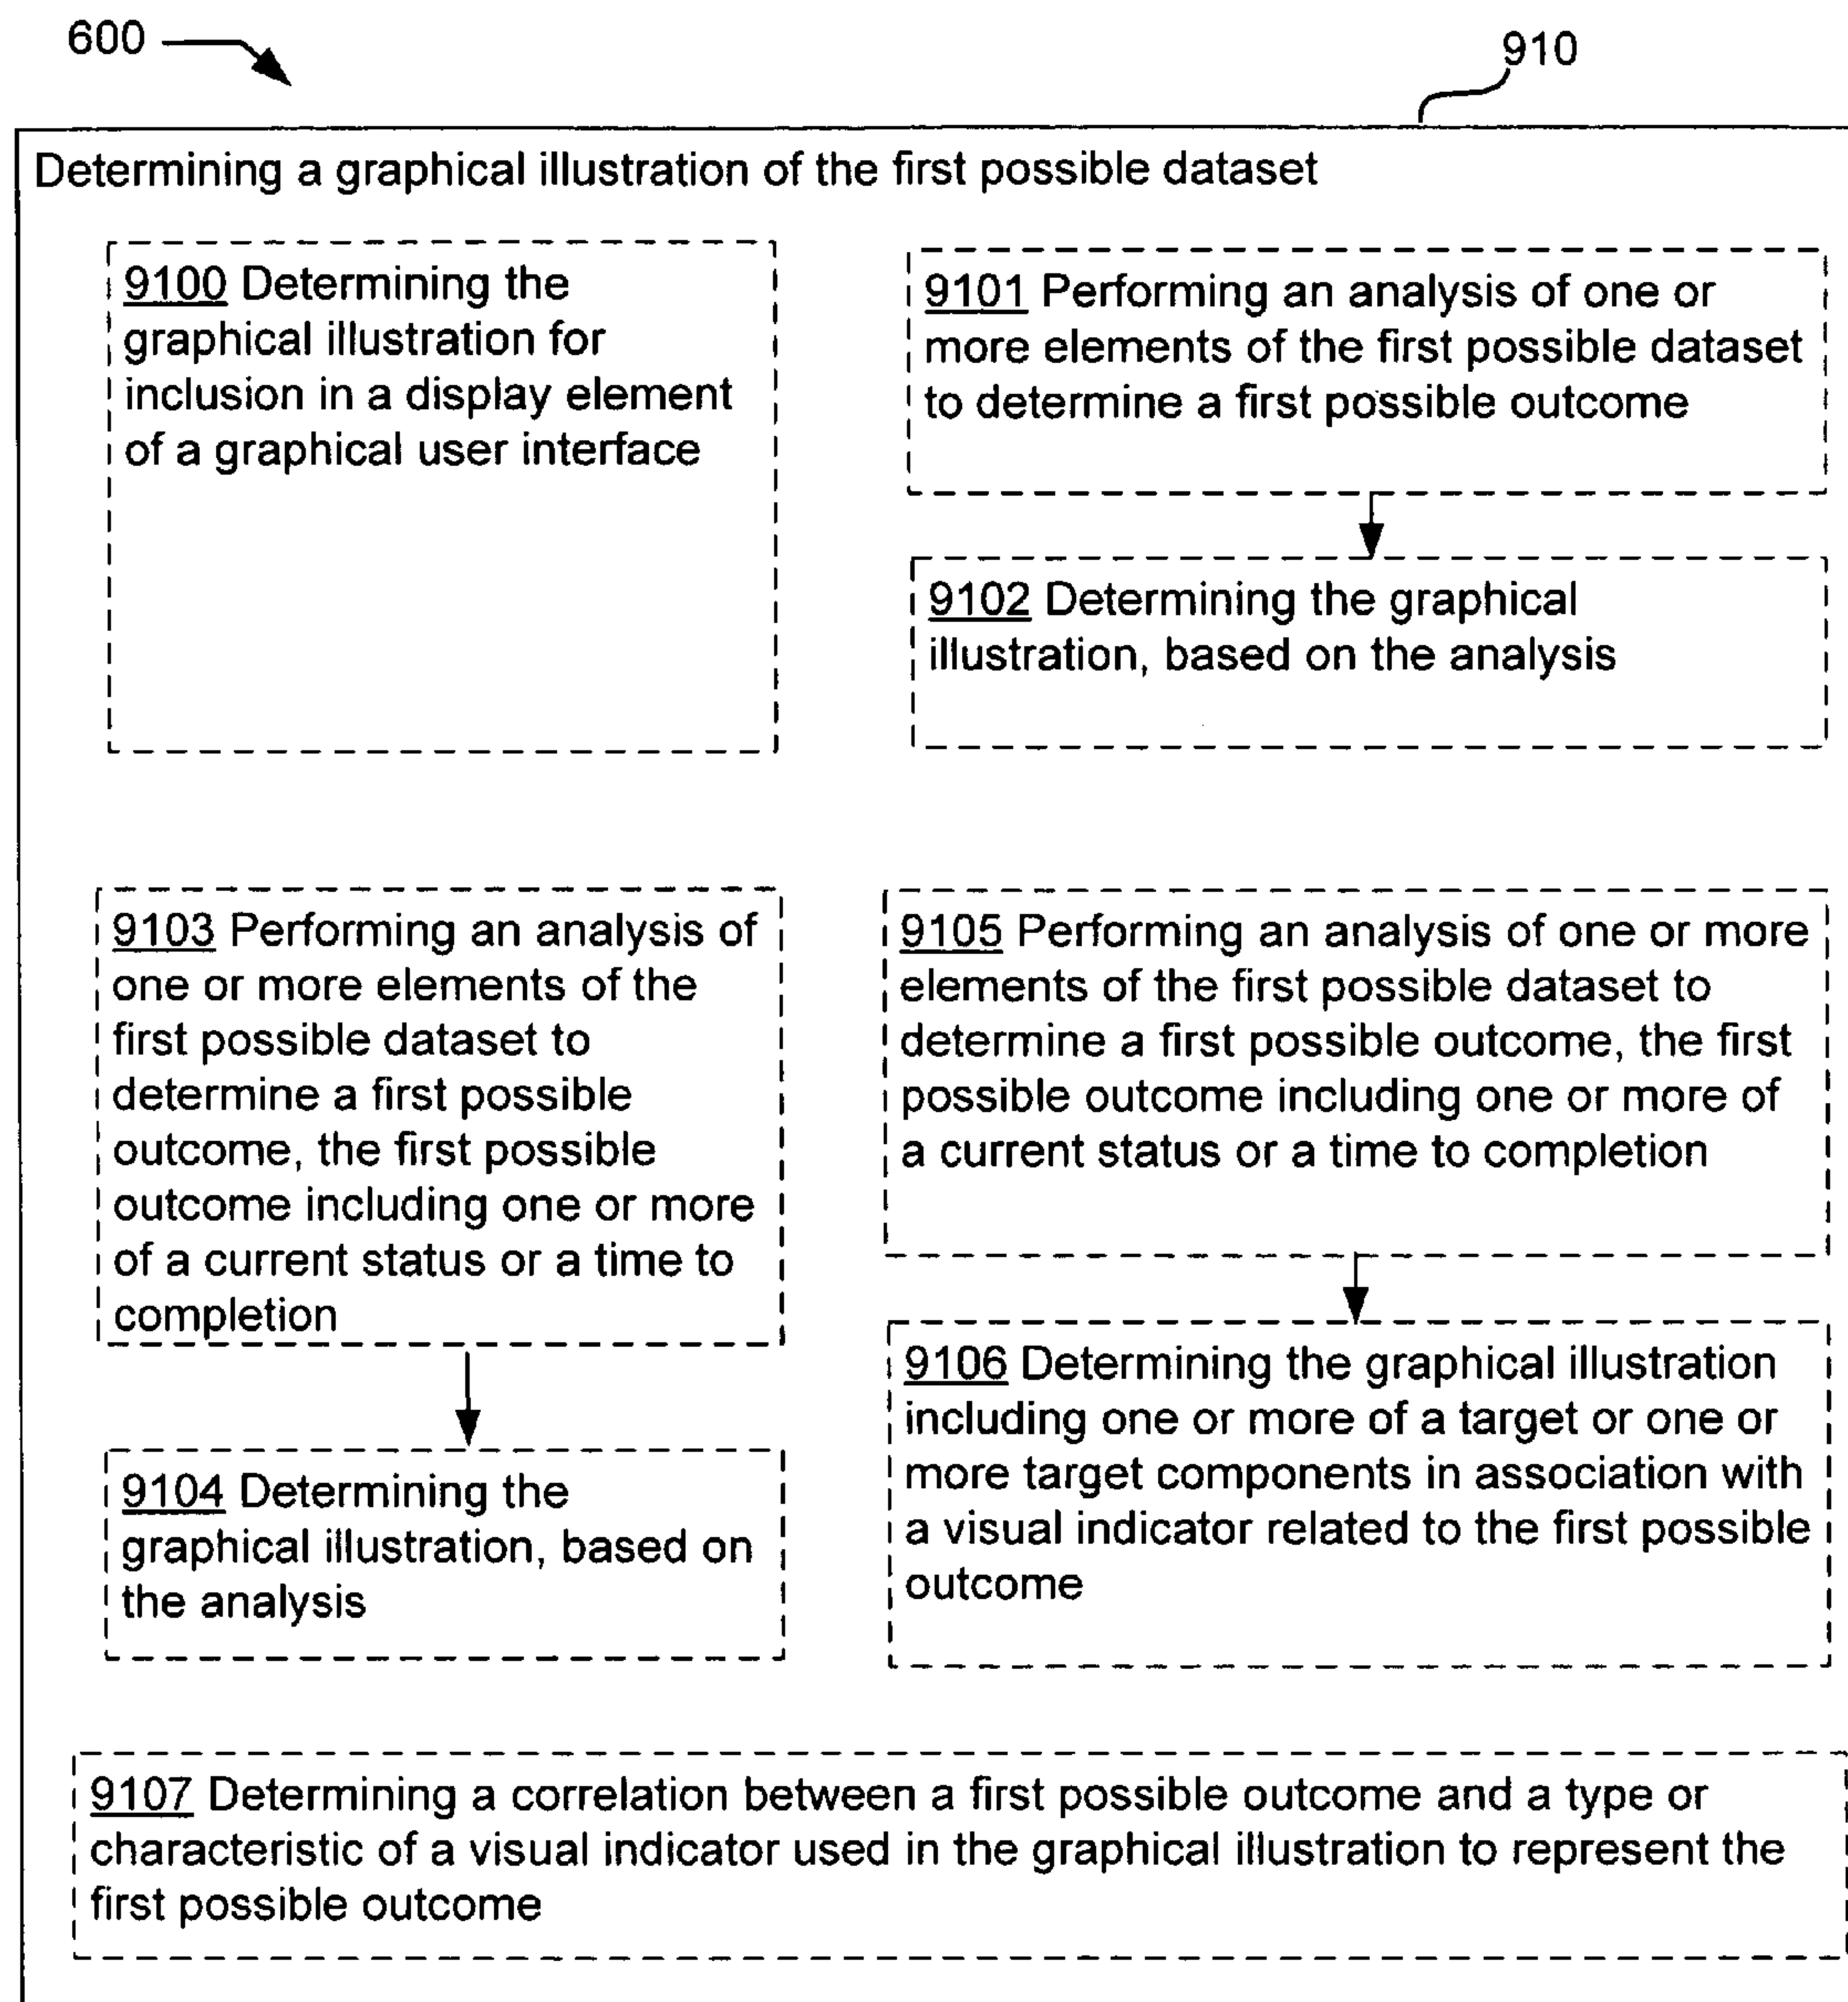 600
910
Determining a graphical illustration of the first possible dataset
9100 Determining the
graphical illustration for
inclusion in a display element
of a graphical user interface
9101 Performing an analysis of one or
more elements of the first possible dataset
to determine a first possible outcome
9102 Determining the graphical
illustration, based on the analysis
9103 Performing an analysis of
one or more elements of the
first possible dataset to
determine a first possible
outcome, the first possible
outcome including one or more
of a current status or a time to
completion
9104 Determining the
graphical illustration, based on
the analysis
9105 Performing an analysis of one or more
elements of the first possible dataset to
determine a first possible outcome, the first
possible outcome including one or more of
a current status or a time to completion
9106 Determining the graphical illustration
including one or more of a target or one or
more target components in association with
a visual indicator related to the first possible
outcome
9107 Determining a correlation between a first possible outcome and a type or
characteristic of a visual indicator used in the graphical illustration to represent the
first possible outcome